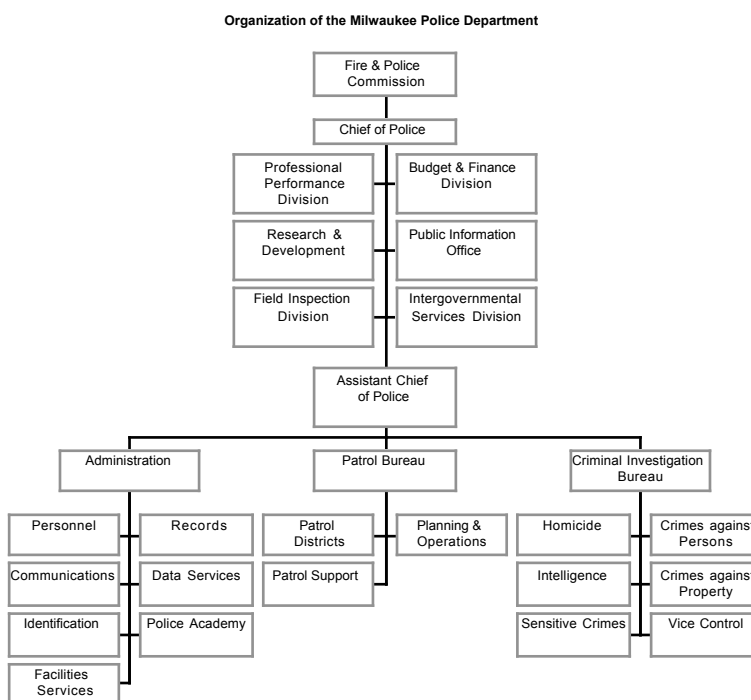 Organization of the Milwaukee Police Department
Fire & Police
Commission
Chief of Police
Professional
Performance
Division
Budget & Finance
Division
Research &
Development
Public Information
Office
Field Inspection
Division
Intergovernmental
Services Division
Assistant Chief
of Police
Administration
Patrol Bureau
Criminal Investigation
Bureau
Personnel
Records
Communications
Data Services
Identification
Police Academy
Facilities
Services
Patrol
Districts
Planning &
Operations
Patrol Support
Homicide
Crimes against
Persons
Intelligence
Crimes against
Property
Sensitive Crimes
Vice Control